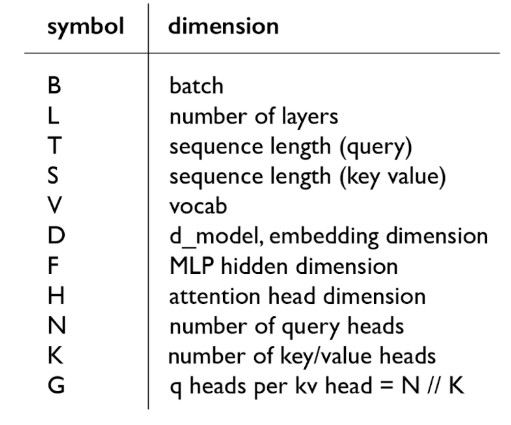 symbol dimension
B batch
L number of layers
T sequence length (query)
S sequence length (key value)
V vocab
D d_model, embedding dimension
F MLP hidden dimension
H attention head dimension
N number of query heads
K number of key/value heads
G q heads per kv head = N // K